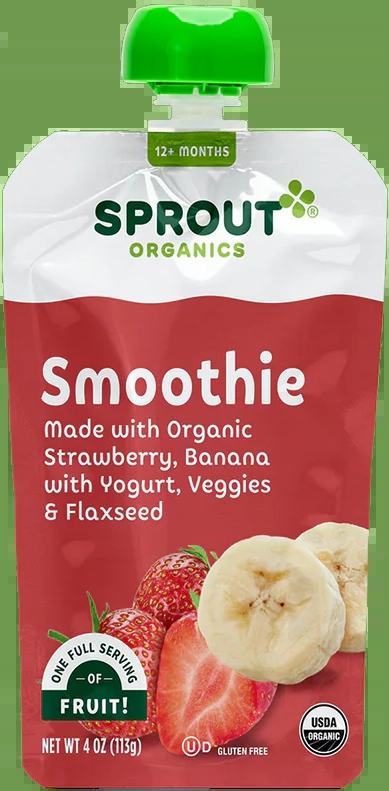 12+ MONTHS
SPROUT®
ORGANICS
Smoothie
Made with Organic
Strawberry, Banana
with Yogurt, Veggies
& Flaxseed
ONE FULL SERVING
—OF—
FRUIT!
NET WT 4 OZ (113g)
U D GLUTEN FREE
USDA
ORGANIC